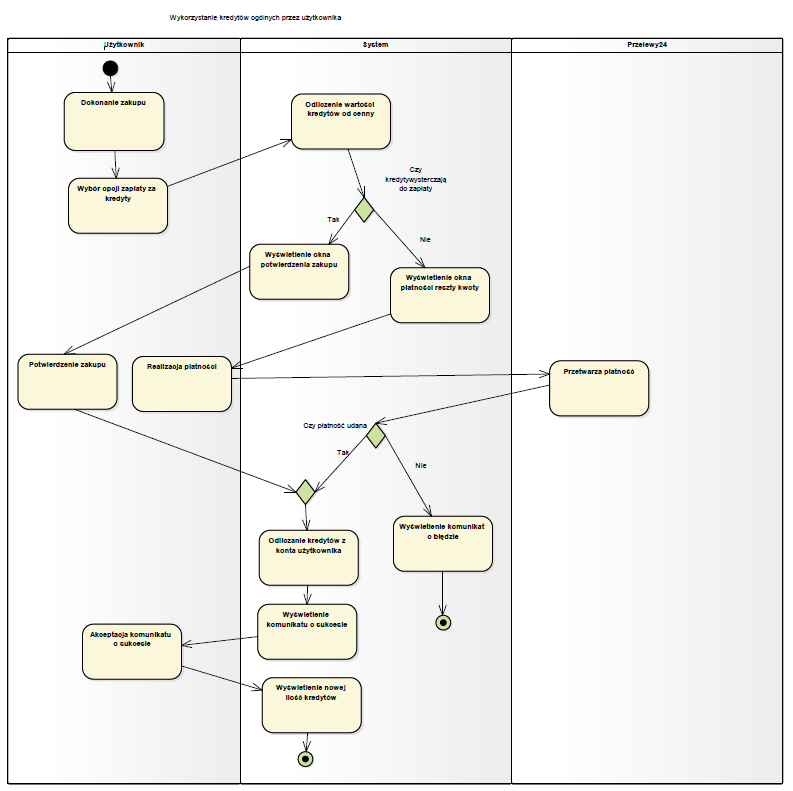 Wykorzystanie kredytów ogólnych przez użytkownika
Użytkownik
System
Przelewy24
Dokonanie zakupu
Odliczenie wartości
kredytów od cenny
Wybór opcji zapłaty za
kredyty
Czy
kredytywysterczają
do zapłaty
Tak
Nie
Wyświetlenie okna
potwierdzenia zakupu
Wyświetlenie okna
płatności reszty kwoty
Potwierdzenie zakupu
Realizacja płatności
Przetwarza płatność
Czy płatność udana
Tak
Nie
Wyświetlenie komunikat
o błędzie
Odliczanie kredytów z
konta użytkownika
Wyświetlenie
komunikatu o sukcesie
Akceptacja komunikatu
o sukcesie
Wyświetlenie nowej
ilość kredytów